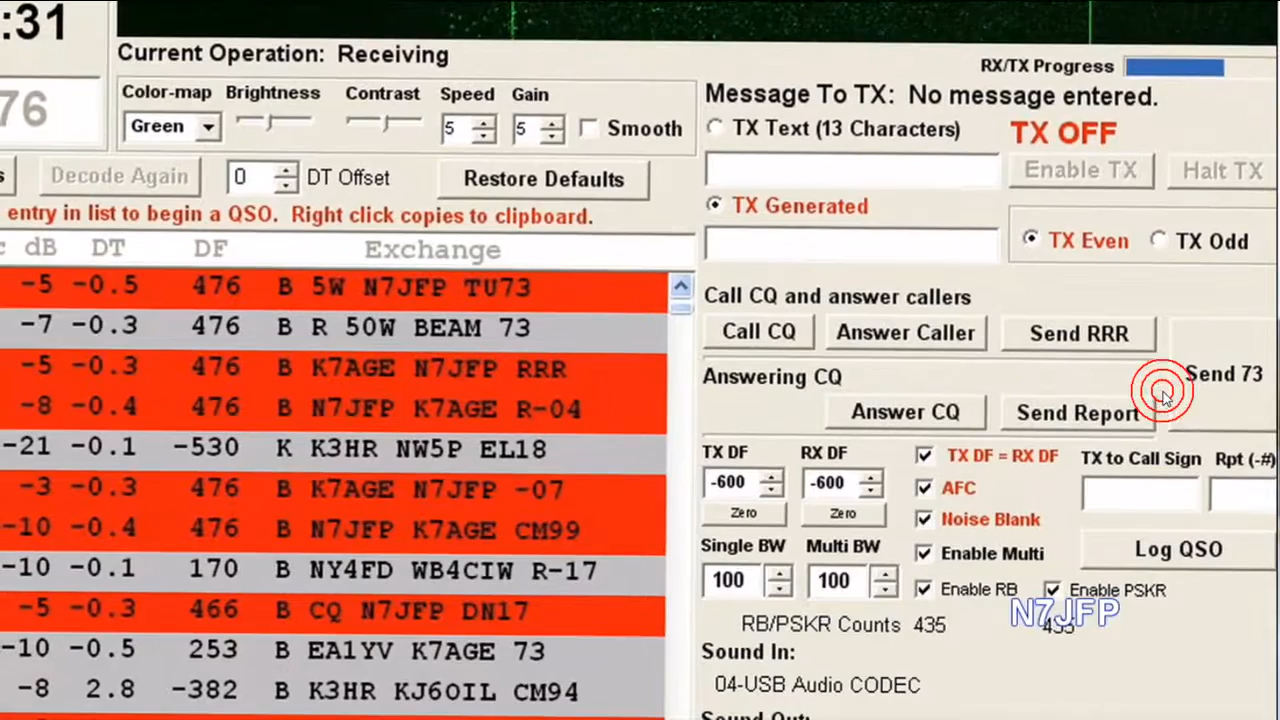 :31
76
Current Operation: Receiving
RX/TX Progress
Color-map Brightness Contrast Speed Gain
Green 5 5 Smooth
Message To TX: No message entered.
TX Text (13 Characters) TX OFF
Enable TX Halt TX
Decode Again 0 DT Offset Restore Defaults
TX Generated
entry in list to begin a QSO. Right click copies to clipboard.
TX Even TX Odd
dB DT DF Exchange
-5 -0.5 476 B 5W N7JFP TU73
-7 -0.3 476 B R 50W BEAM 73
-5 -0.3 476 B K7AGE N7JFP RRR
-8 -0.4 476 B N7JFP K7AGE R-04
-21 -0.1 -530 K K3HR NW5P EL18
-3 -0.3 476 B K7AGE N7JFP -07
-10 -0.4 476 B N7JFP K7AGE CM99
-10 -0.1 170 B NY4FD WB4CIW R-17
-5 -0.3 466 B CQ N7JFP DN17
-10 -0.5 253 B EA1YV K7AGE 73
-8 2.8 -382 B K3HR KJ6OIL CM94
Call CQ and answer callers
Call CQ Answer Caller Send RRR
Answering CQ Send 73
Answer CQ Send Report
TX DF RX DF TX DF = RX DF TX to Call Sign Rpt (-#)
-600 -600 AFC
Zero Zero Noise Blank
Single BW Multi BW Enable Multi Log QSO
100 100 Enable RB Enable PSKR
N7JFP
RB/PSKR Counts 435 435
Sound In:
04-USB Audio CODEC
Sound Out: